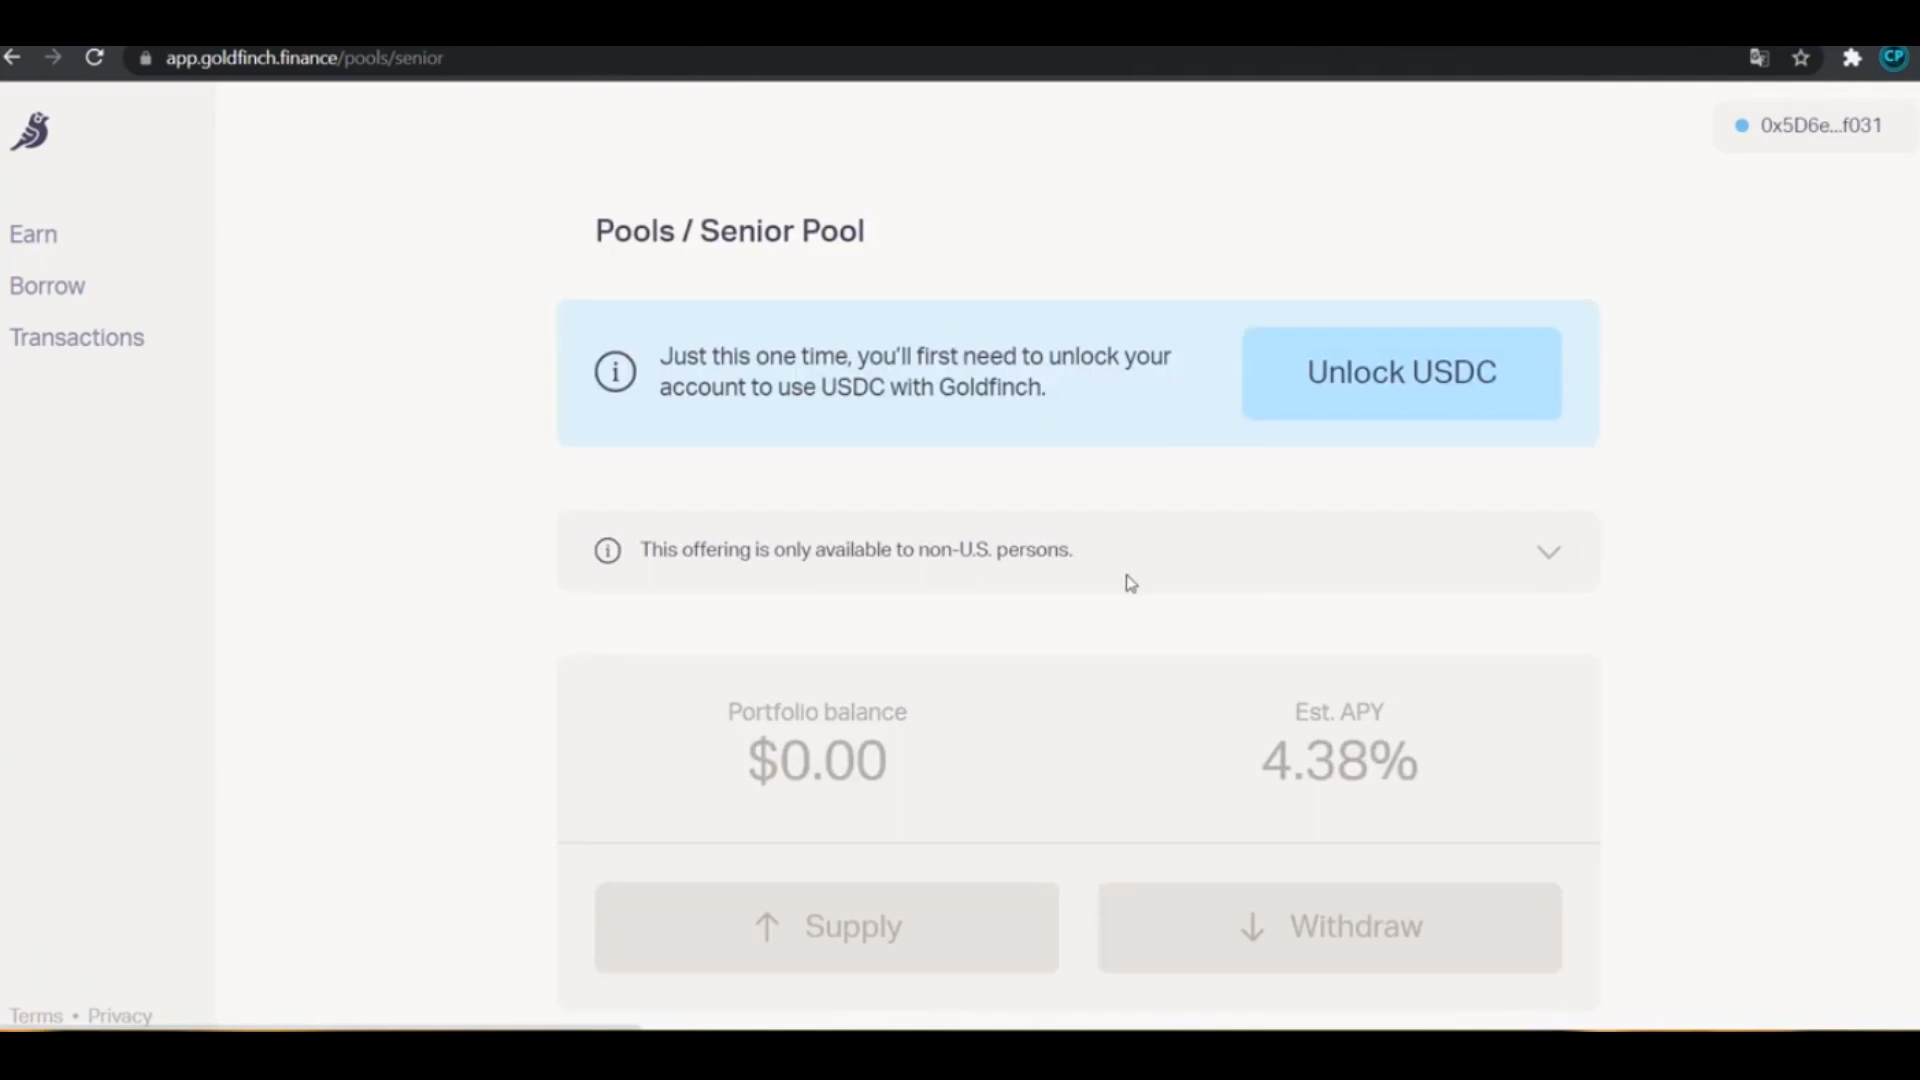 app.goldfinch.finance/pools/senior
CP
0x5D6e...f031
Earn
Borrow
Transactions
Pools / Senior Pool
Just this one time, you'll first need to unlock your
account to use USDC with Goldfinch.
Unlock USDC
This offering is only available to non-U.S. persons.
Portfolio balance
$0.00
Est. APY
4.38%
Supply
Withdraw
Terms • Privacy